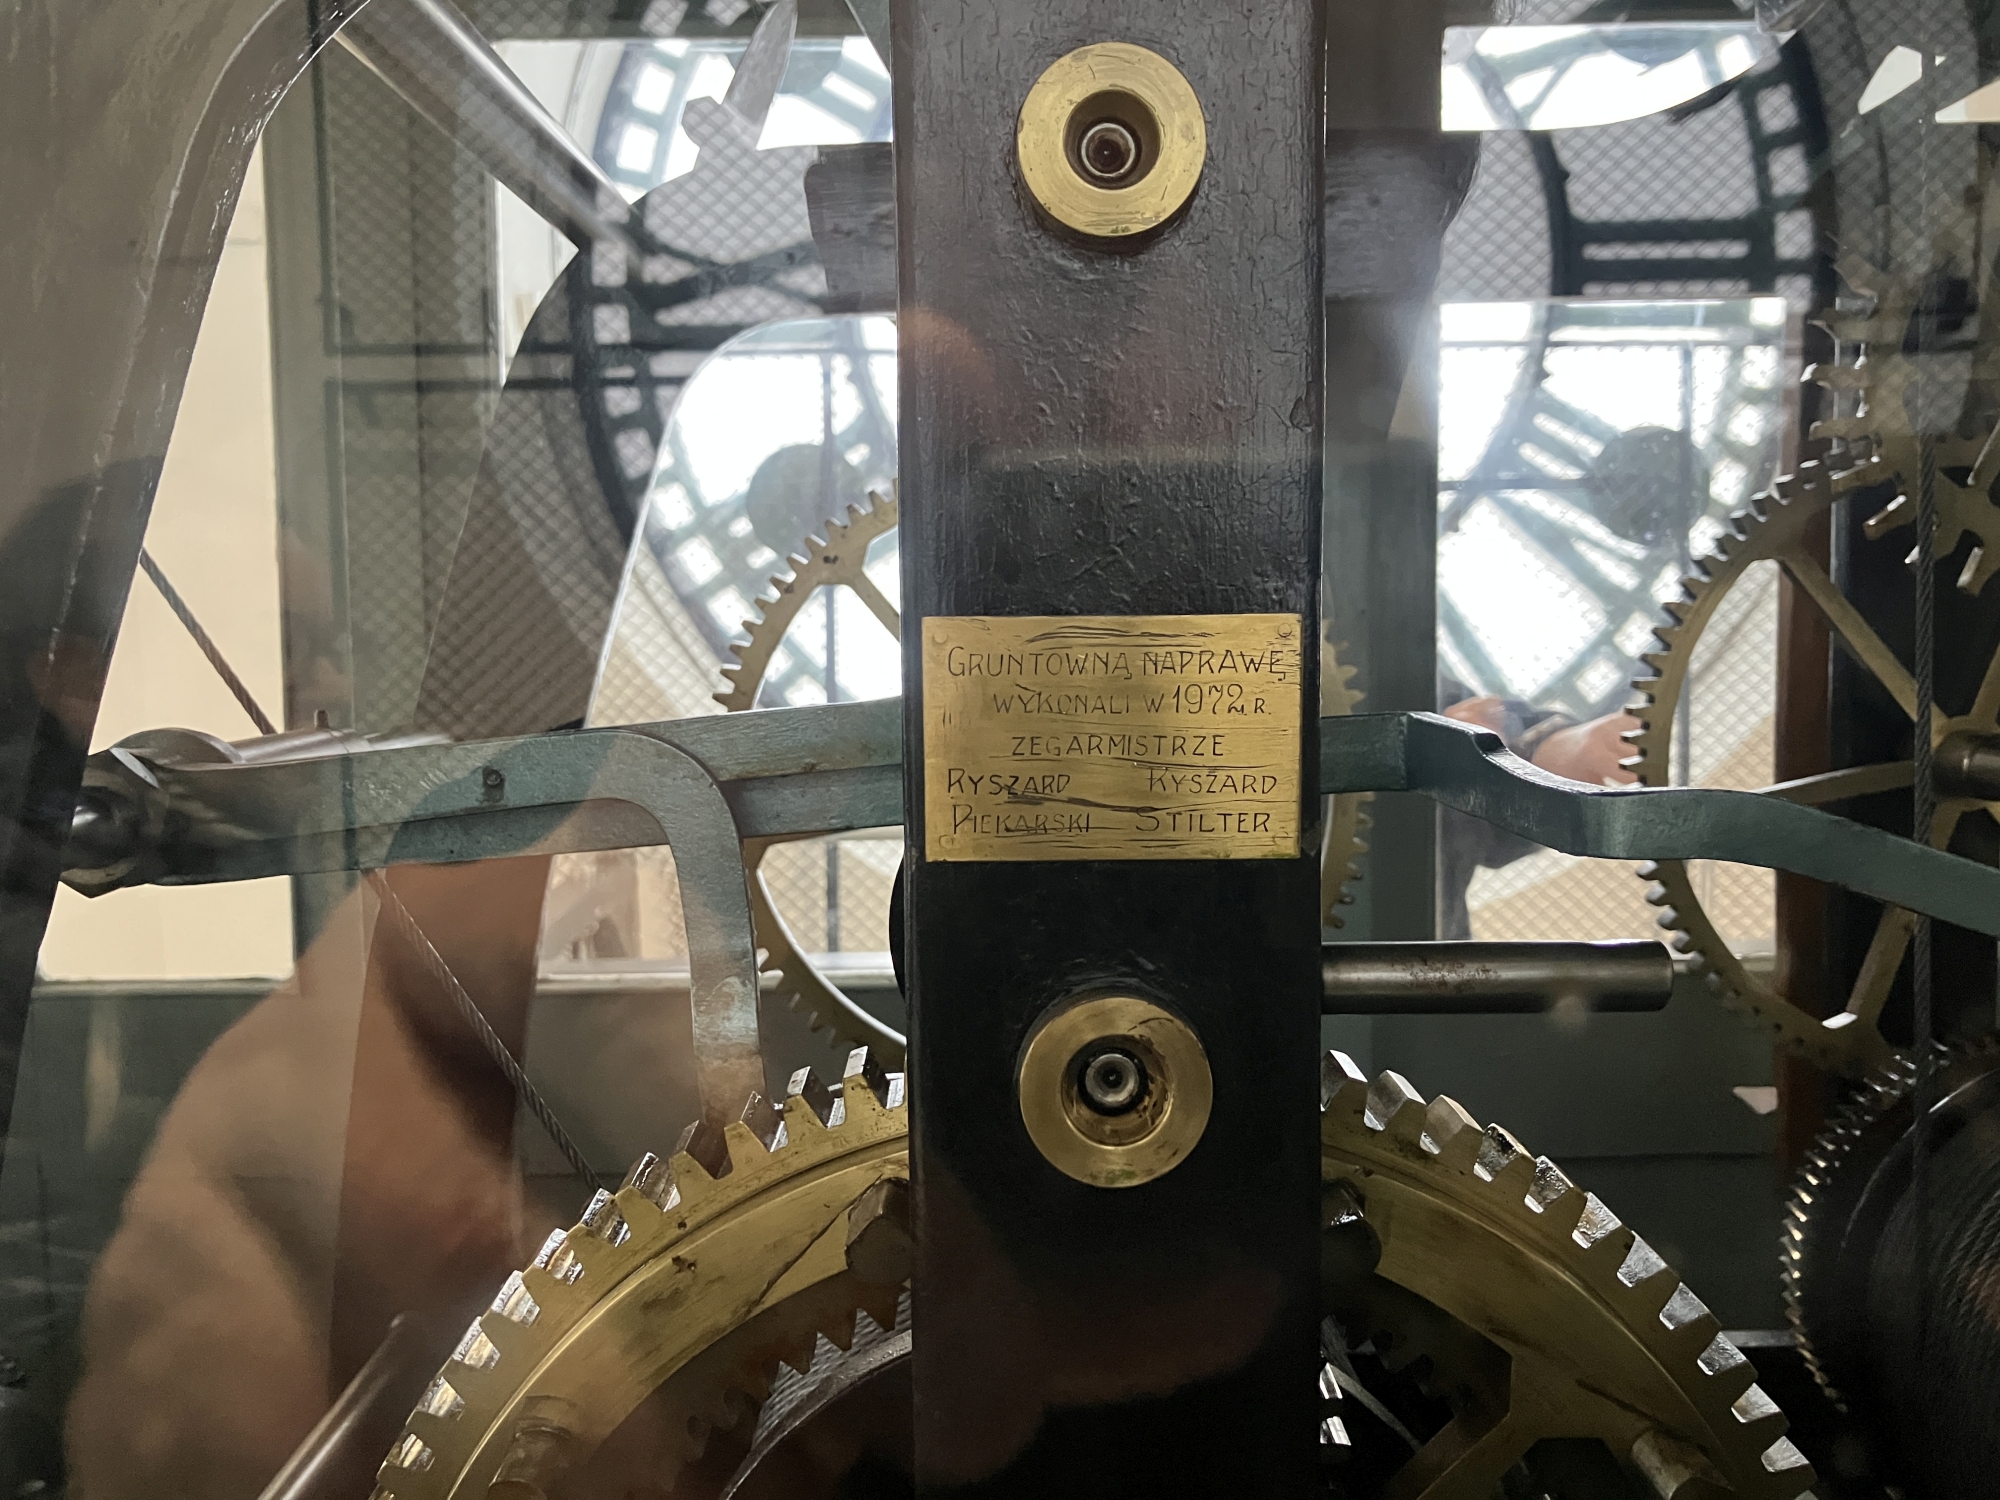 GRUNTOWNĄ NAPRAWĘ
WYKONALI W 1972 R.
ZEGARMISTRZE
RYSZARD RYSZARD
PIEKARSKI STILTER